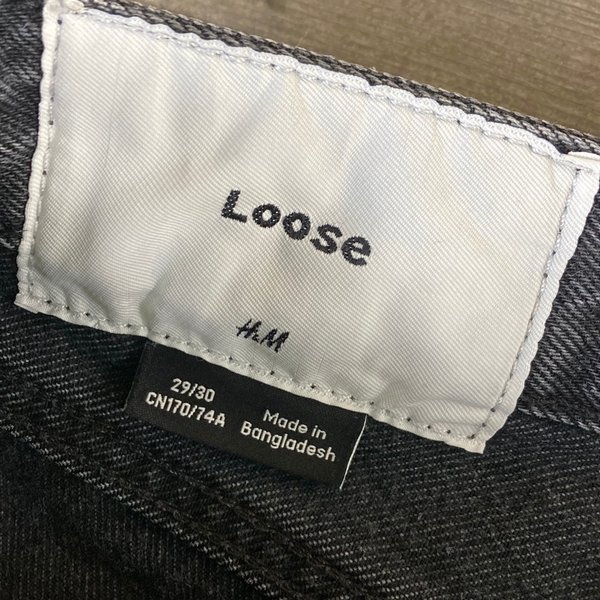 Loose
H&M
29/30
CN170/74A
Made in
Bangladesh